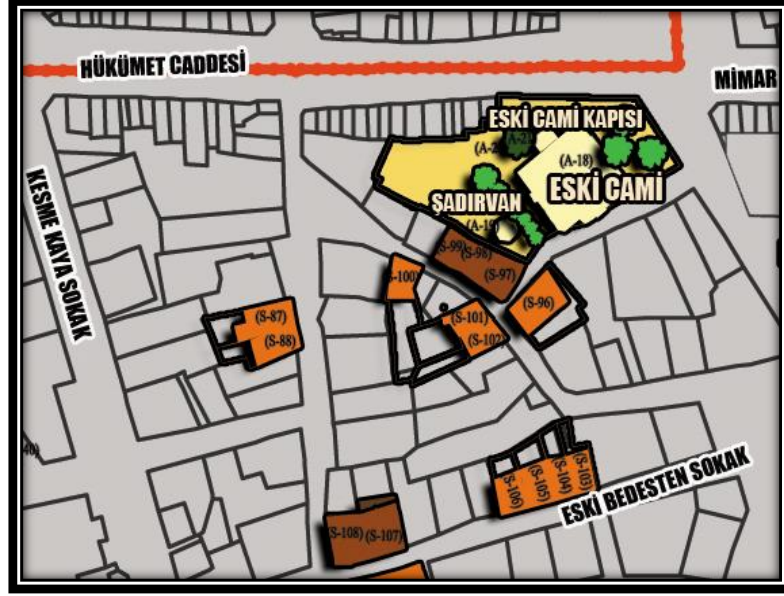 HÜKÜMET CADDESİ
MİMAR
ESKİ CAMİ KAPISI
(A-18)
ESKİ CAMİ
ŞADIRVAN
KESME KAYA SOKAK
(S-99)
(S-98)
(S-97)
(S-96)
(S-87)
(S-88)
(S-101)
(S-102)
(S-103)
(S-104)
(S-105)
(S-106)
ESKİ BEDESTEN SOKAK
(S-108)
(S-107)